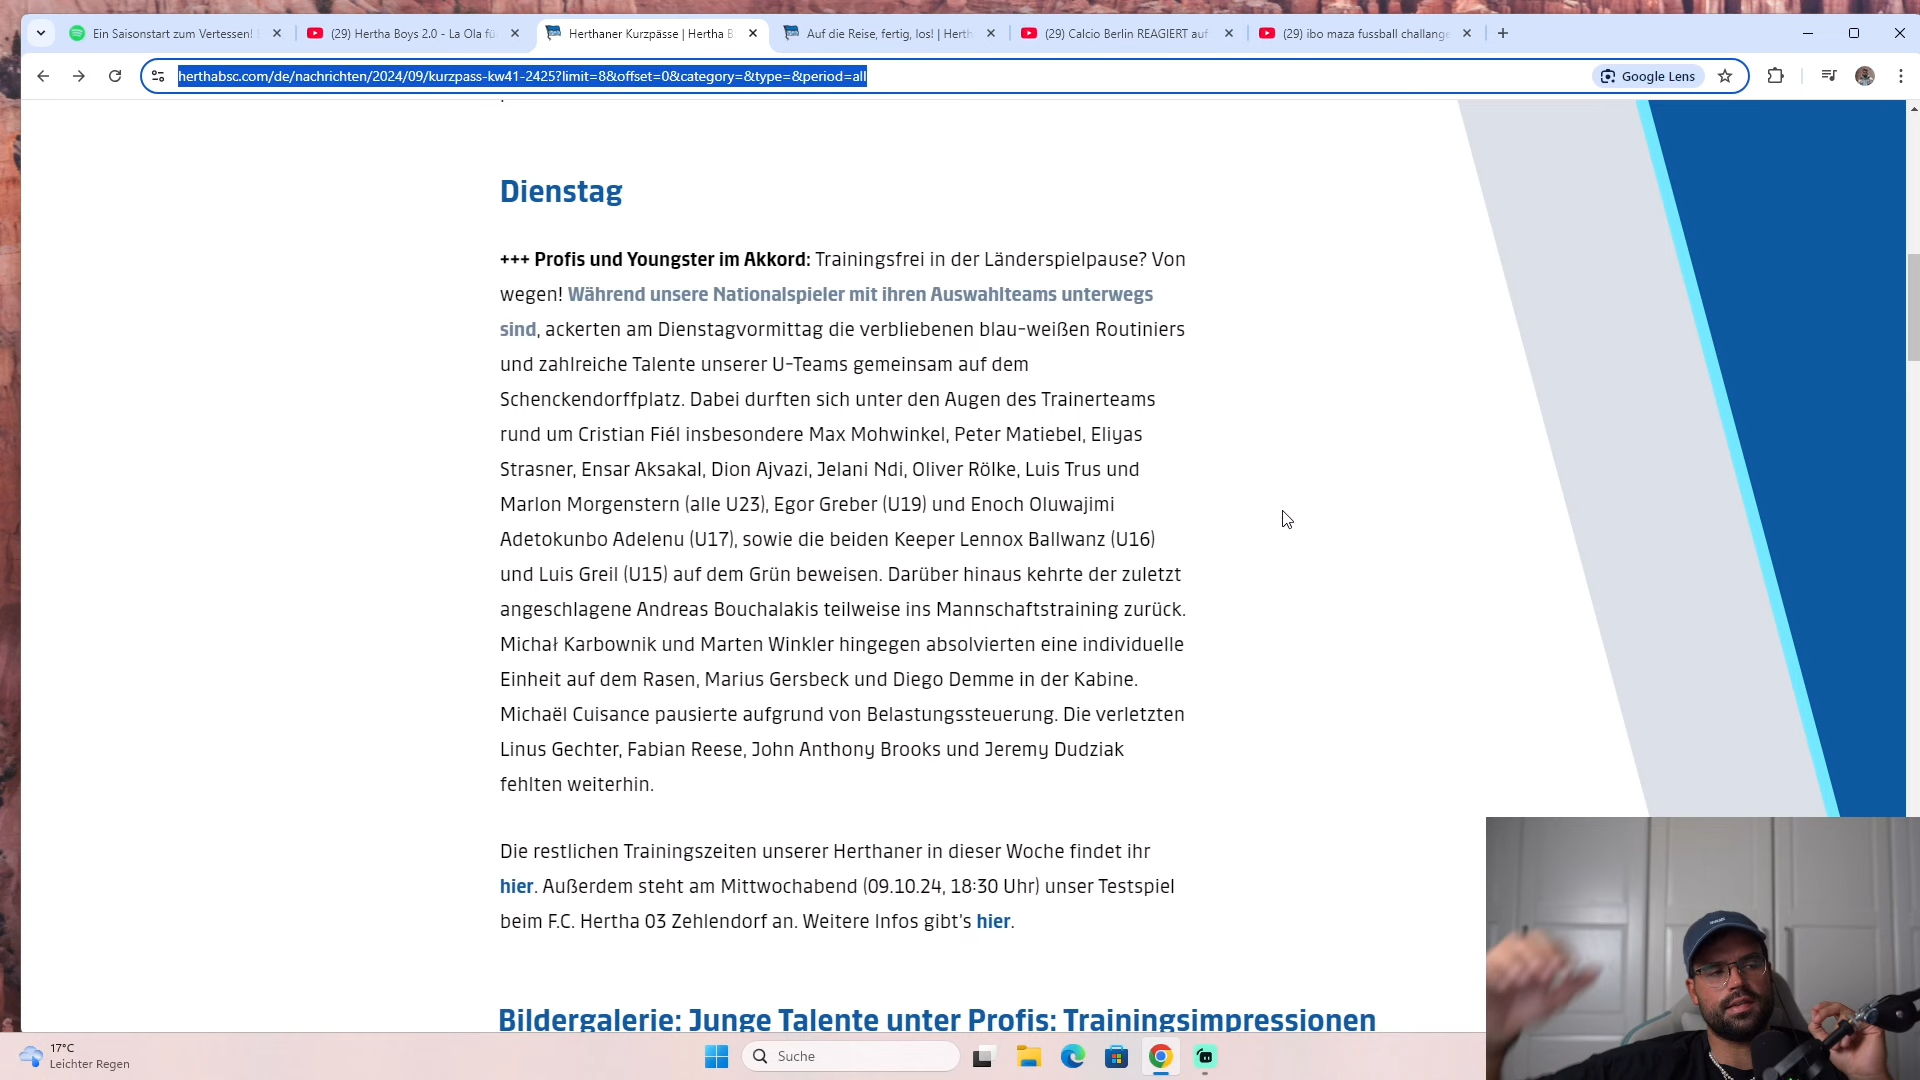 Ein Saisonstart zum Vertessen!
(29) Hertha Boys 2.0 - La Ola fü
Herthaner Kurzpässe | Hertha B
Auf die Reise, fertig, los! | Herth
(29) Calcio Berlin REAGIERT auf
(29) ibo maza fussball challange
herthabsc.com/de/nachrichten/2024/09/kurzpass-kw41-2425?limit=8&offset=0&category=&type=&period=all
Google Lens
Dienstag
+++ Profis und Youngster im Akkord: Trainingsfrei in der Länderspielpause? Von
wegen! Während unsere Nationalspieler mit ihren Auswahlteams unterwegs
sind, ackerten am Dienstagvormittag die verbliebenen blau-weißen Routiniers
und zahlreiche Talente unserer U-Teams gemeinsam auf dem
Schenckendorffplatz. Dabei durften sich unter den Augen des Trainerteams
rund um Cristian Fiél insbesondere Max Mohwinkel, Peter Matiebel, Eliyas
Strasner, Ensar Aksakal, Dion Ajvazi, Jelani Ndi, Oliver Rölke, Luis Trus und
Marlon Morgenstern (alle U23), Egor Greber (U19) und Enoch Oluwajimi
Adetokunbo Adelenu (U17), sowie die beiden Keeper Lennox Ballwanz (U16)
und Luis Greil (U15) auf dem Grün beweisen. Darüber hinaus kehrte der zuletzt
angeschlagene Andreas Bouchalakis teilweise ins Mannschaftstraining zurück.
Michał Karbownik und Marten Winkler hingegen absolvierten eine individuelle
Einheit auf dem Rasen, Marius Gersbeck und Diego Demme in der Kabine.
Michaël Cuisance pausierte aufgrund von Belastungssteuerung. Die verletzten
Linus Gechter, Fabian Reese, John Anthony Brooks und Jeremy Dudziak
fehlten weiterhin.
Die restlichen Trainingszeiten unserer Herthaner in dieser Woche findet ihr
hier. Außerdem steht am Mittwochabend (09.10.24, 18:30 Uhr) unser Testspiel
beim F.C. Hertha 03 Zehlendorf an. Weitere Infos gibt's hier.
Bildergalerie: Junge Talente unter Profis: Trainingsimpressionen
17°C
Leichter Regen
Suche